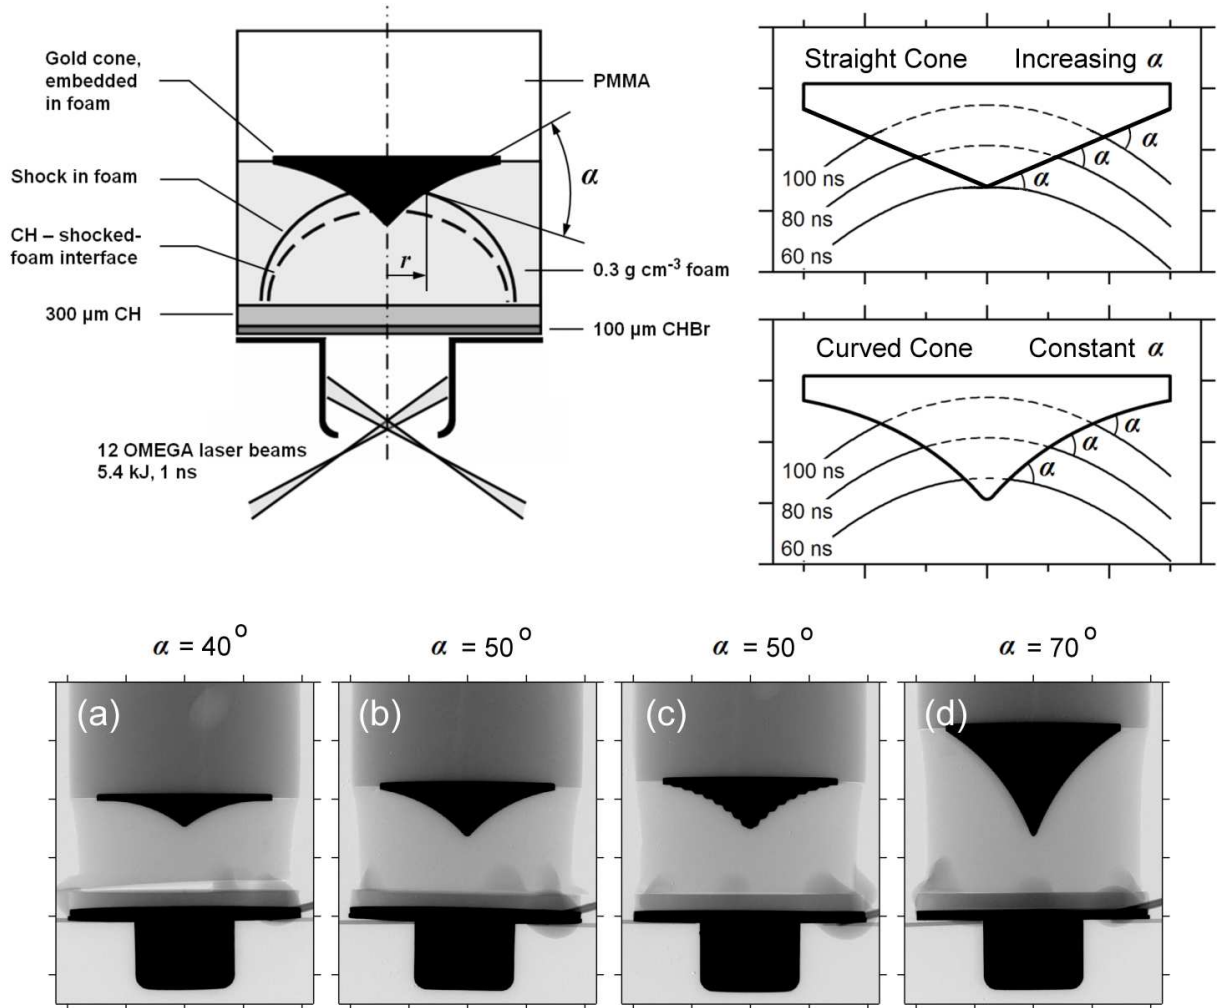 Gold cone,
embedded
in foam
PMMA
α
Shock in foam
CH – shocked-
foam interface
r
0.3 g cm⁻³ foam
300 µm CH
100 µm CHBr
12 OMEGA laser beams
5.4 kJ, 1 ns
Straight Cone Increasing α
α
α
α
100 ns
80 ns
60 ns
Curved Cone Constant α
α
α
α
100 ns
80 ns
60 ns
α = 40°
α = 50°
α = 50°
α = 70°
(a)
(b)
(c)
(d)